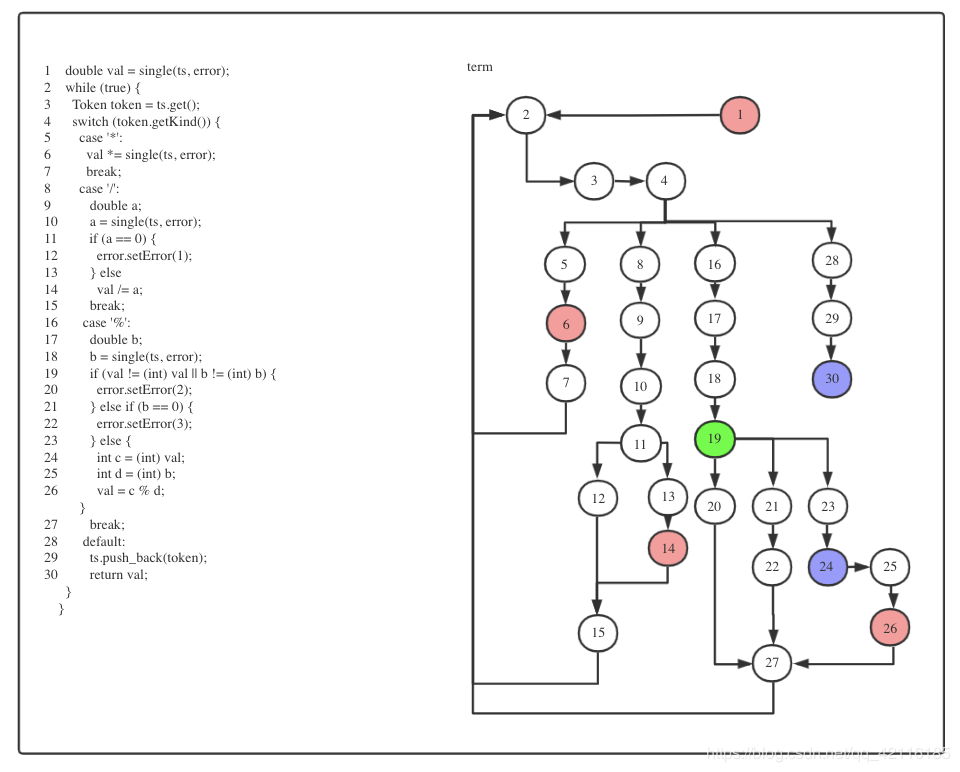 term
1 double val = single(ts, error);
2 while (true) {
3 Token token = ts.get();
4 switch (token.getKind()) {
5 case '*':
6 val *= single(ts, error);
7 break;
8 case '/':
9 double a;
10 a = single(ts, error);
11 if (a == 0) {
12 error.setError(1);
13 } else
14 val /= a;
15 break;
16 case '%':
17 double b;
18 b = single(ts, error);
19 if (val != (int) val || b != (int) b) {
20 error.setError(2);
21 } else if (b == 0) {
22 error.setError(3);
23 } else {
24 int c = (int) val;
25 int d = (int) b;
26 val = c % d;
}
27 break;
28 default:
29 ts.push_back(token);
30 return val;
}
}
2 1
3 4
5 8 16 28
6 9 17 29
7 10 18 30
11 19
12 13 20 21 23
14 22 24 25
15 26
27